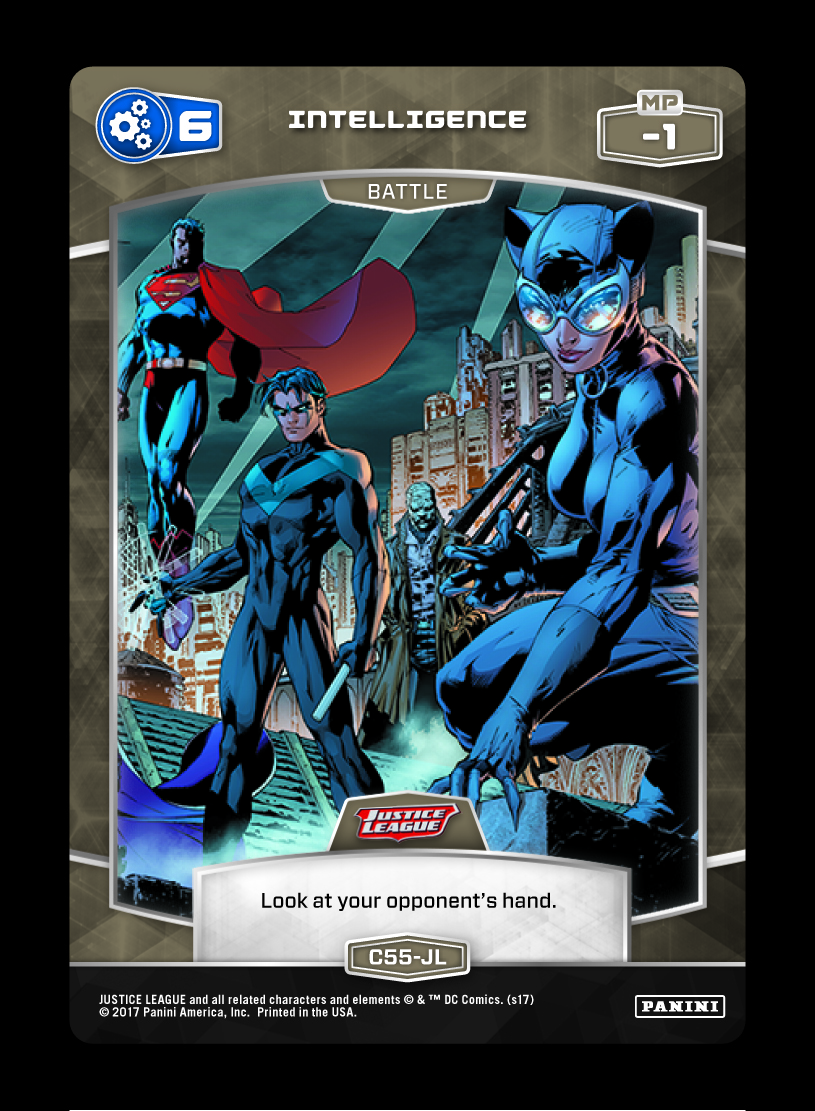 6
INTELLIGENCE
MP
-1
BATTLE
JUSTICE
LEAGUE
Look at your opponent's hand.
C55-JL
JUSTICE LEAGUE and all related characters and elements © & ™ DC Comics. (s17)
© 2017 Panini America, Inc. Printed in the USA.
PANINI